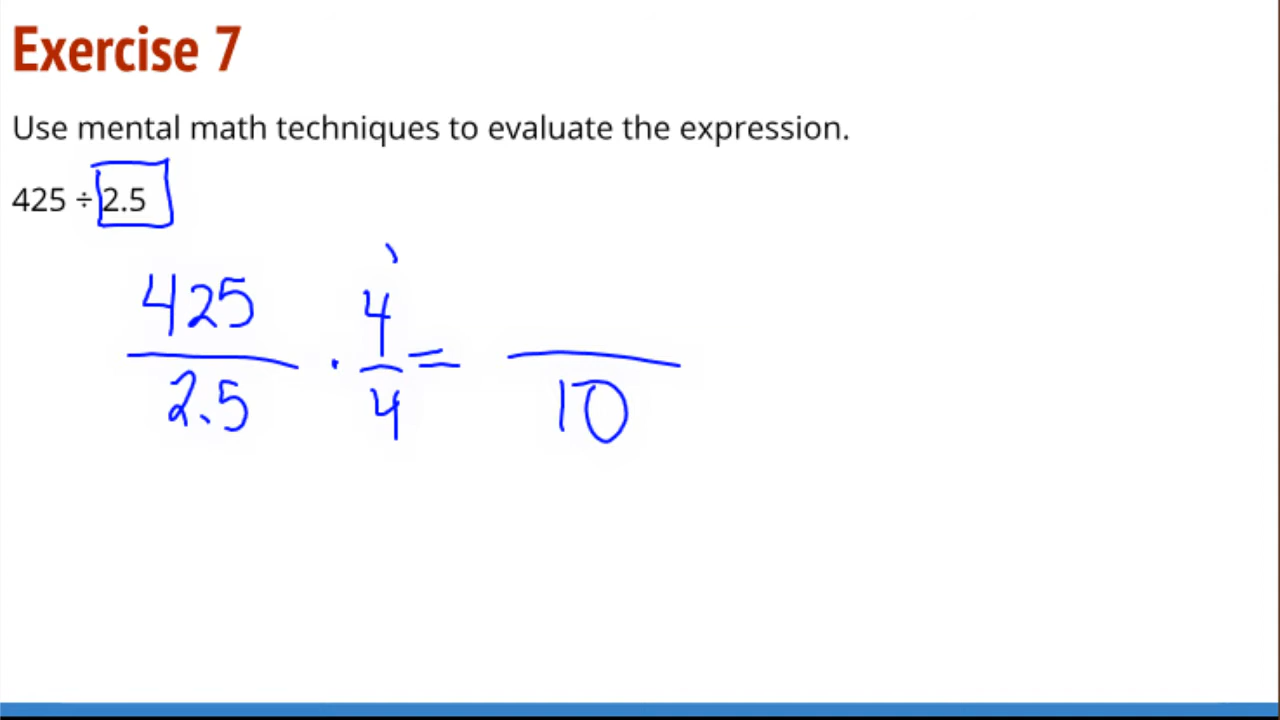 Exercise 7
Use mental math techniques to evaluate the expression.
425 ÷ 2.5
425 4
· =
2.5 4 10